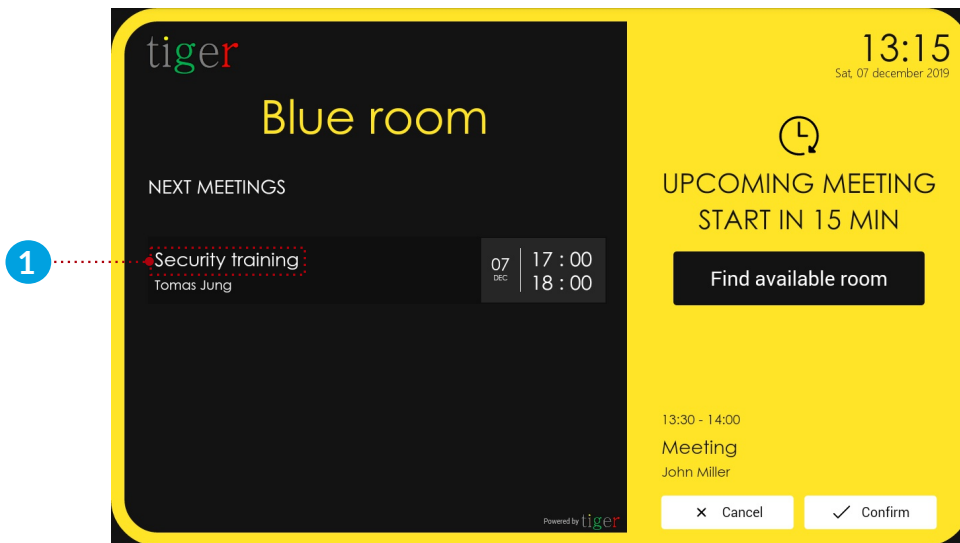 tiger
Blue room
NEXT MEETINGS
1
Security training
Tomas Jung
07
DEC
17 : 00
18 : 00
Powered by tiger
13:15
Sat, 07 december 2019
UPCOMING MEETING
START IN 15 MIN
Find available room
13:30 - 14:00
Meeting
John Miller
Cancel
Confirm